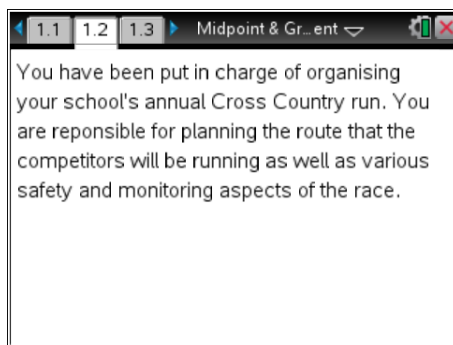 1.1 1.2 1.3 Midpoint & Gr…ent
You have been put in charge of organising
your school's annual Cross Country run. You
are reponsible for planning the route that the
competitors will be running as well as various
safety and monitoring aspects of the race.